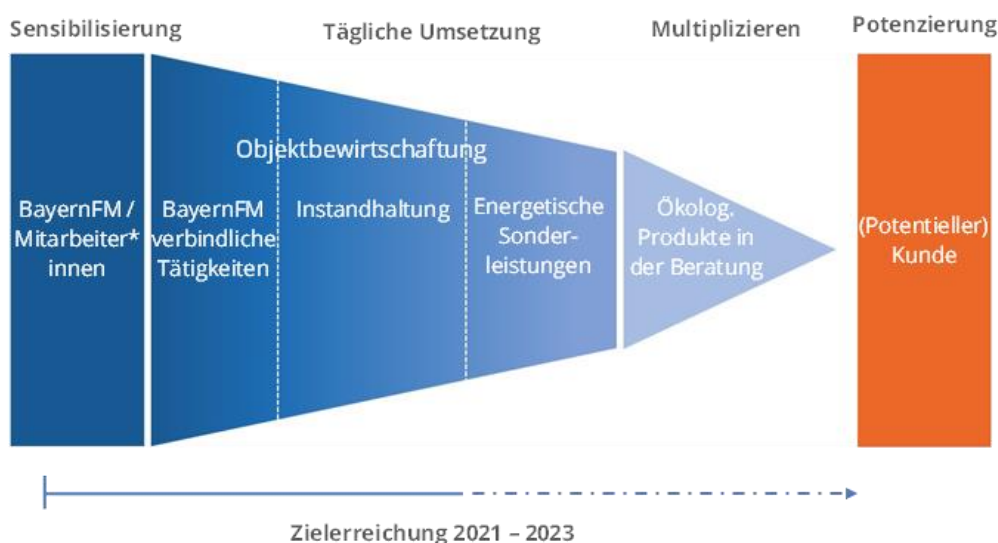 Sensibilisierung
Tägliche Umsetzung
Multiplizieren
Potenzierung
Objektbewirtschaftung
BayernFM /
Mitarbeiter*
innen
BayernFM
verbindliche
Tätigkeiten
Instandhaltung
Energetische
Sonder-
leistungen
Ökolog.
Produkte in
der Beratung
(Potentieller)
Kunde
Zielerreichung 2021 – 2023